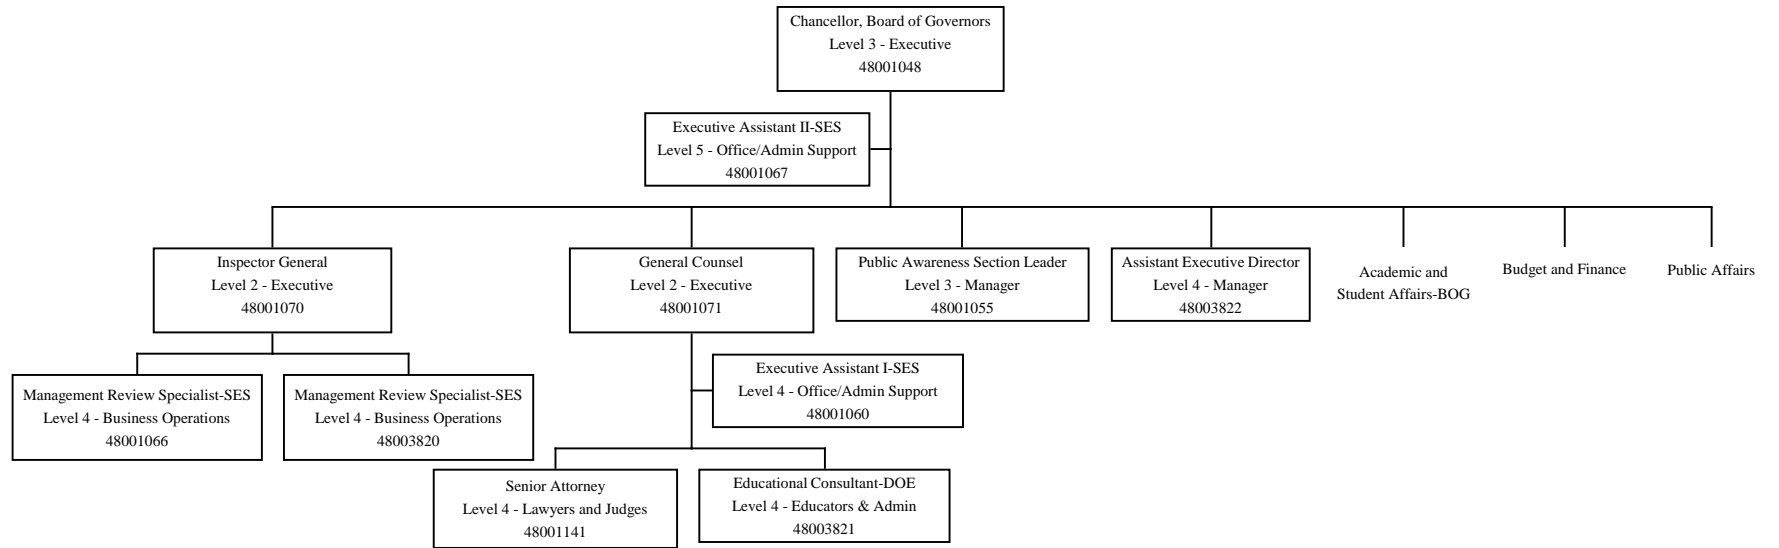 Chancellor, Board of Governors
Level 3 - Executive
48001048
Executive Assistant II-SES
Level 5 - Office/Admin Support
48001067
Inspector General
Level 2 - Executive
48001070
General Counsel
Level 2 - Executive
48001071
Public Awareness Section Leader
Level 3 - Manager
48001055
Assistant Executive Director
Level 4 - Manager
48003822
Academic and
Student Affairs-BOG
Budget and Finance
Public Affairs
Management Review Specialist-SES
Level 4 - Business Operations
48001066
Management Review Specialist-SES
Level 4 - Business Operations
48003820
Executive Assistant I-SES
Level 4 - Office/Admin Support
48001060
Senior Attorney
Level 4 - Lawyers and Judges
48001141
Educational Consultant-DOE
Level 4 - Educators & Admin
48003821